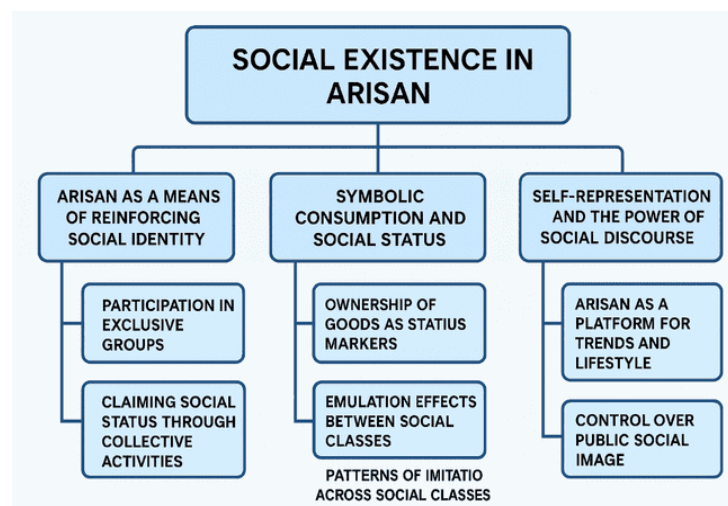 SOCIAL EXISTENCE IN
ARISAN
ARISAN AS A MEANS
OF REINFORCING
SOCIAL IDENTITY
PARTICIPATION IN
EXCLUSIVE
GROUPS
CLAIMING SOCIAL
STATUS THROUGH
COLLECTIVE
ACTIVITIES
SYMBOLIC
CONSUMPTION AND
SOCIAL STATUS
OWNERSHIP OF
GOODS AS STATIUS
MARKERS
EMULATION EFFECTS
BETWEEN SOCIAL
CLASSES
PATTERNS OF IMITATIO
ACROSS SOCIAL CLASSES
SELF-REPRESENTATION
AND THE POWER OF
SOCIAL DISCOURSE
ARISAN AS A
PLATFORM FOR
TRENDS AND
LIFESTYLE
CONTROL OVER
PUBLIC SOCIAL
IMAGE